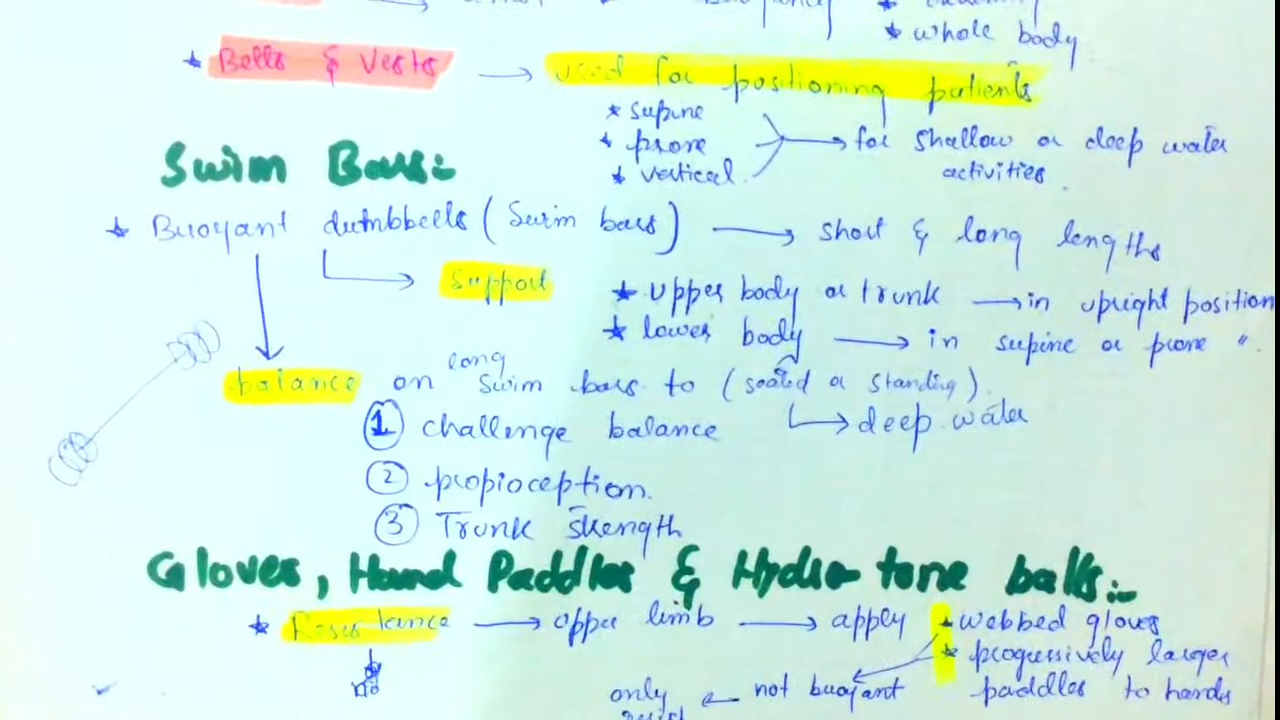 ★ whole body
★ Belts & Vests → used for positioning patients
★ supine
★ prone → for shallow or deep water
★ vertical. activities.
Swim Bars:-
★ Buoyant dumbbells (Swim bars) → short & long lengths
support ★ upper body or trunk → in upright position
★ lower body → in supine or prone ".
balance on long swim bars to (seated or standing).
① challenge balance → deep water
② propioception.
③ Trunk strength
Gloves, Hand Paddles & Hydro-tone balls:-
★ Resistance → upper limb → apply ★ webbed gloves
★ progressively larger
only ← not buoyant paddles to hands